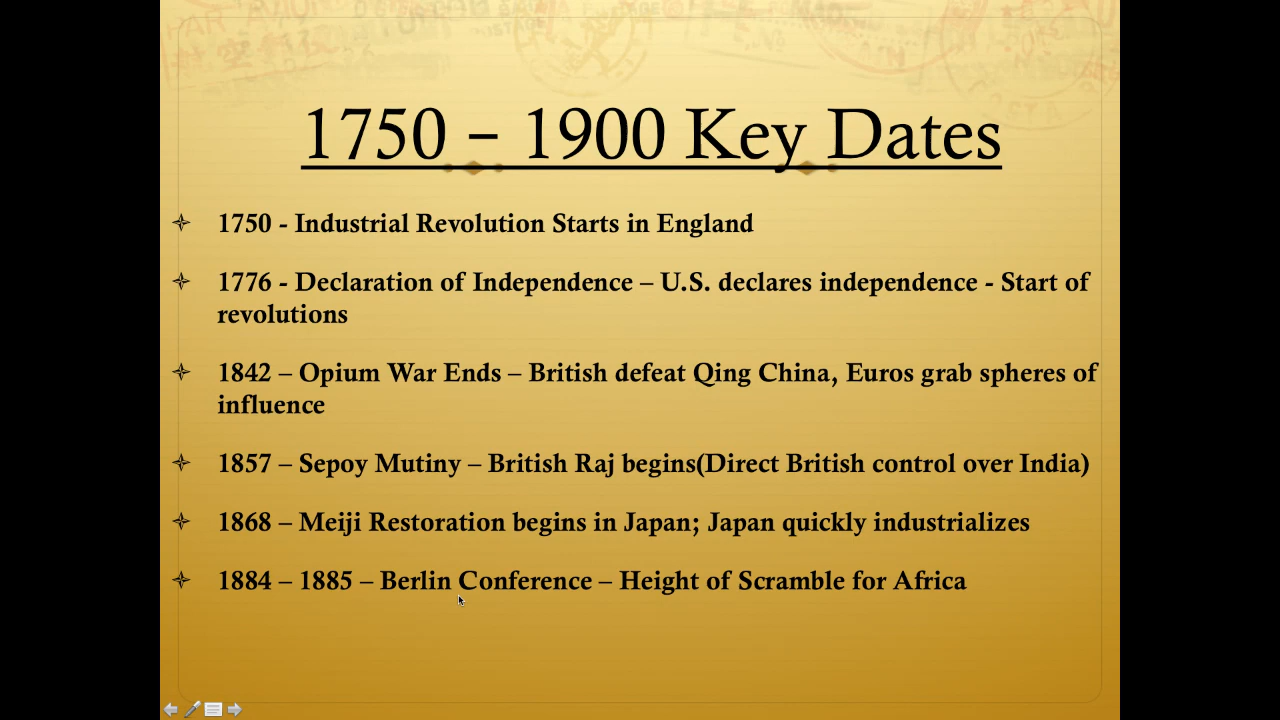 1750 – 1900 Key Dates
1750 - Industrial Revolution Starts in England
1776 - Declaration of Independence – U.S. declares independence - Start of
revolutions
1842 – Opium War Ends – British defeat Qing China, Euros grab spheres of
influence
1857 – Sepoy Mutiny – British Raj begins(Direct British control over India)
1868 – Meiji Restoration begins in Japan; Japan quickly industrializes
1884 – 1885 – Berlin Conference – Height of Scramble for Africa